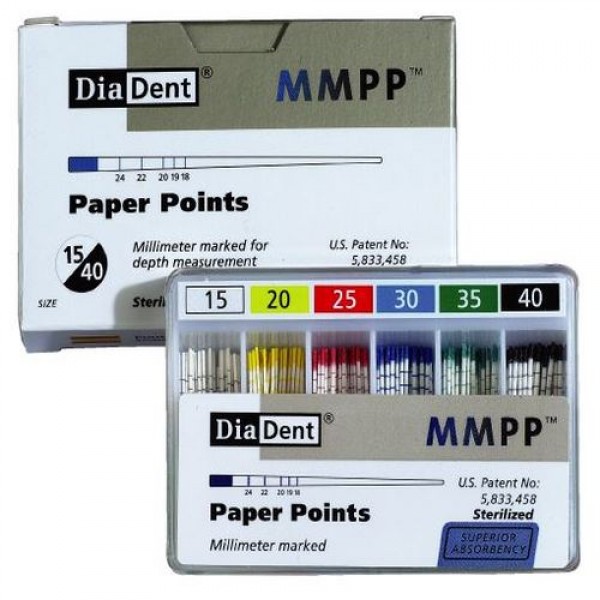 DiaDent® MMPP™
24 22 20 19 18
Paper Points
15/40
Millimeter marked for
depth measurement
U.S. Patent No:
5,833,458
SIZE
15 20 25 30 35 40
DiaDent® MMPP™
24 22 20 19 18
U.S. Patent No:
5,833,458
Sterilized
Paper Points
Millimeter marked
SUPERIOR
ABSORBENCY